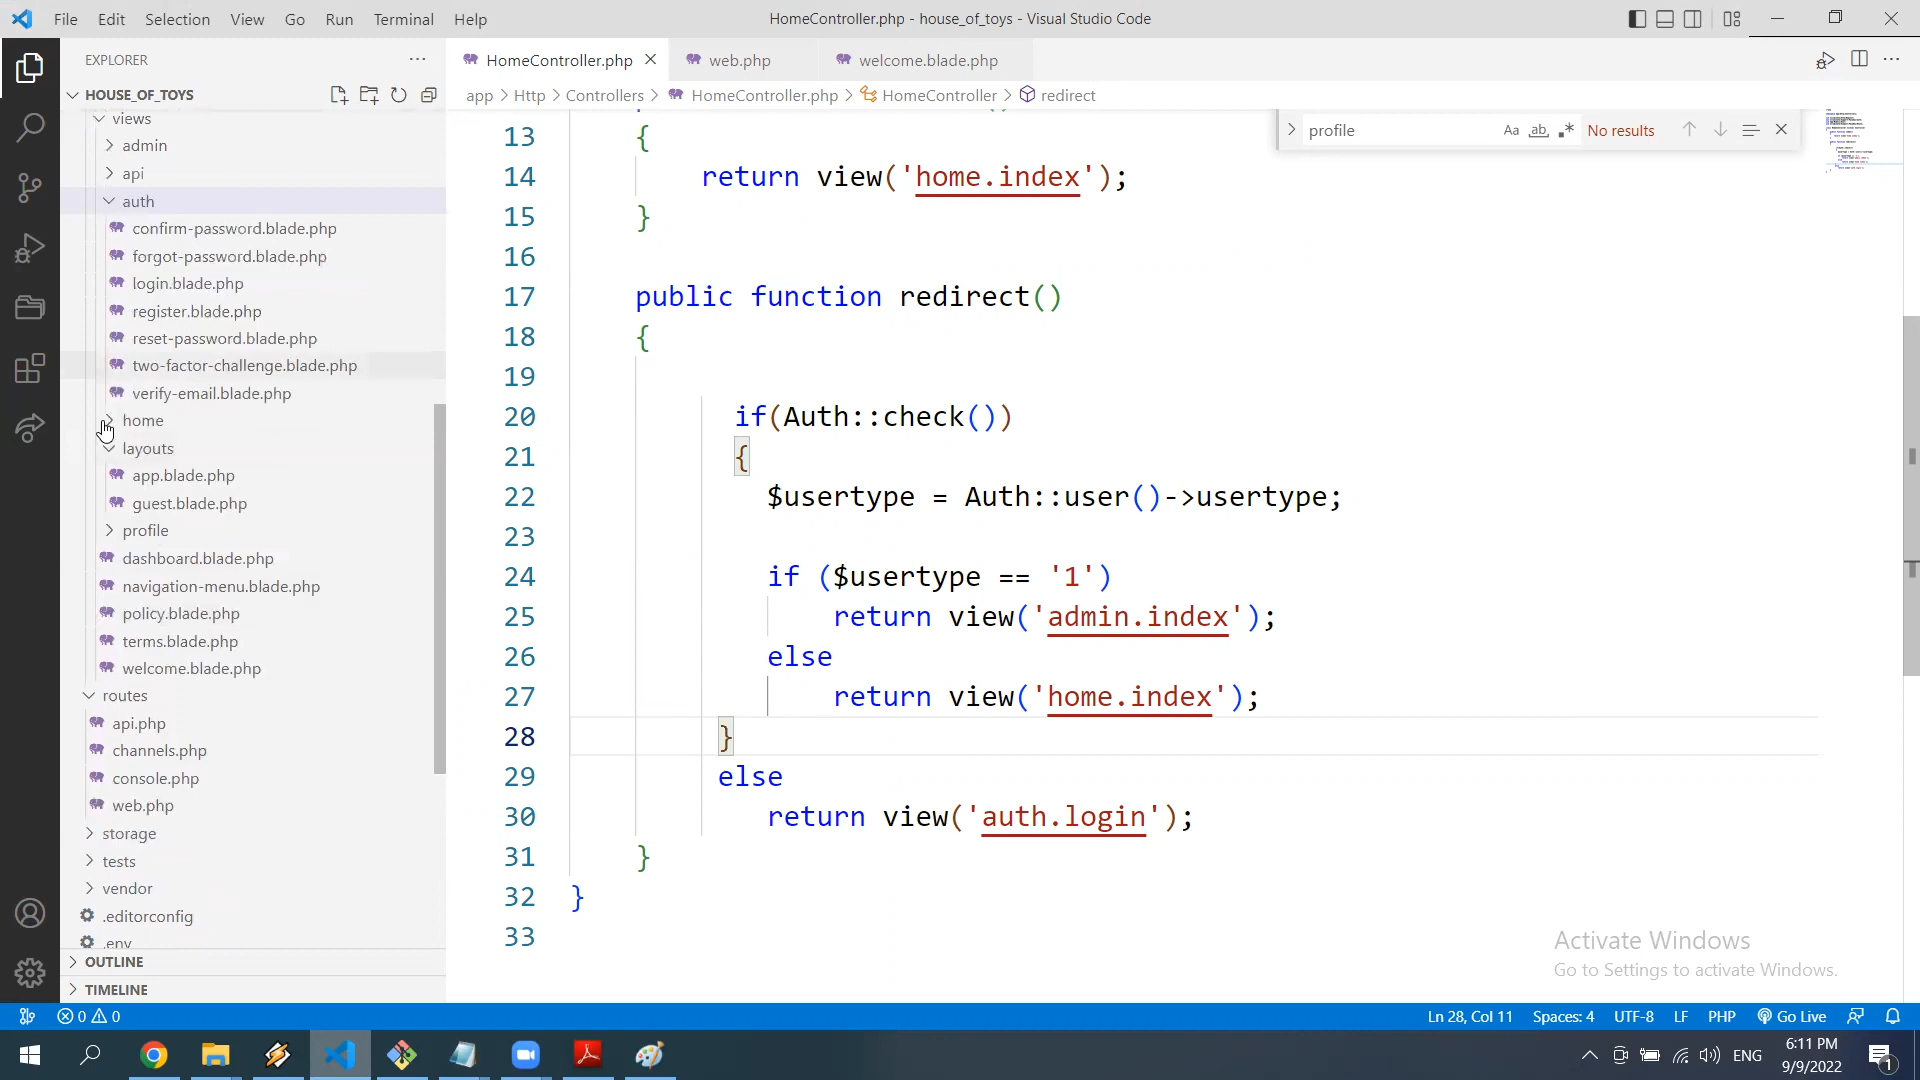 File Edit Selection View Go Run Terminal Help
HomeController.php - house_of_toys - Visual Studio Code
EXPLORER
HOUSE_OF_TOYS
views
admin
api
auth
confirm-password.blade.php
forgot-password.blade.php
login.blade.php
register.blade.php
reset-password.blade.php
two-factor-challenge.blade.php
verify-email.blade.php
home
layouts
app.blade.php
guest.blade.php
profile
dashboard.blade.php
navigation-menu.blade.php
policy.blade.php
terms.blade.php
welcome.blade.php
routes
api.php
channels.php
console.php
web.php
storage
tests
vendor
.editorconfig
.env
OUTLINE
TIMELINE
HomeController.php web.php welcome.blade.php
app > Http > Controllers > HomeController.php > HomeController > redirect
profile Aa ab No results
13 {
14 return view('home.index');
15 }
16
17 public function redirect()
18 {
19
20 if(Auth::check())
21 {
22 $usertype = Auth::user()->usertype;
23
24 if ($usertype == '1')
25 return view('admin.index');
26 else
27 return view('home.index');
28 }
29 else
30 return view('auth.login');
31 }
32 }
33
Activate Windows
Go to Settings to activate Windows.
0 0
Ln 28, Col 11 Spaces: 4 UTF-8 LF PHP Go Live
ENG
6:11 PM
9/9/2022
1